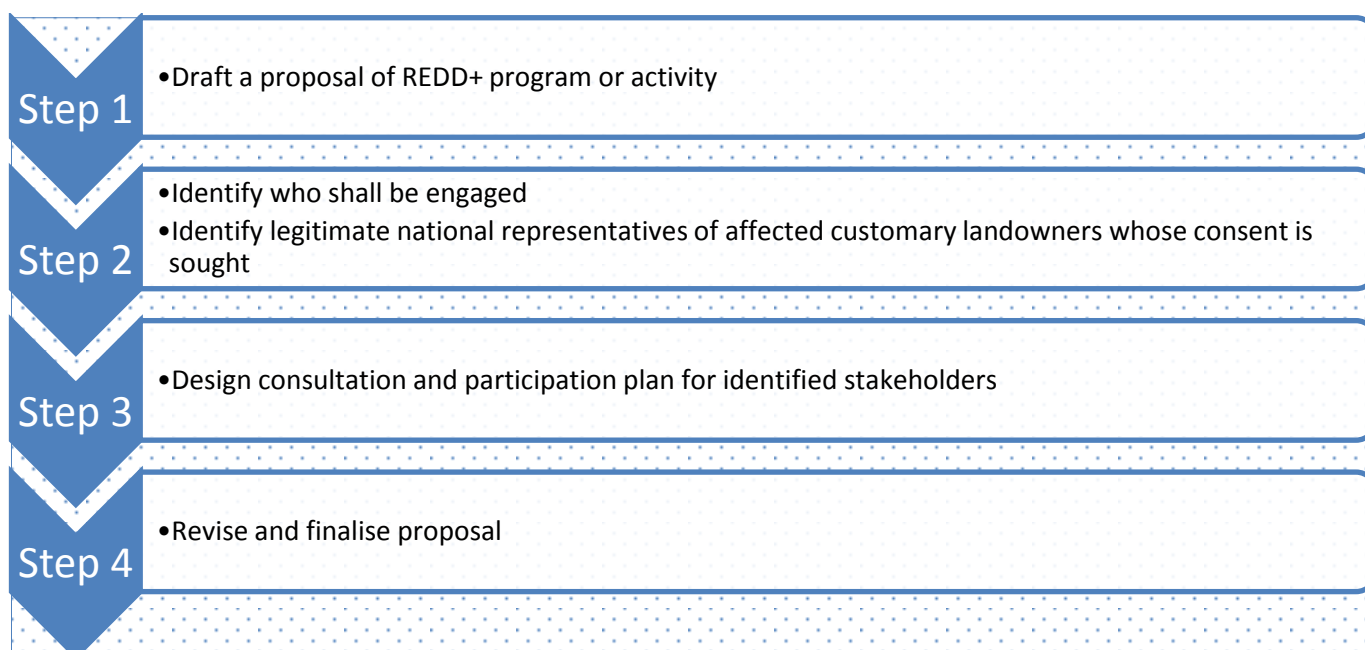 Step 1
•Draft a proposal of REDD+ program or activity
Step 2
•Identify who shall be engaged
•Identify legitimate national representatives of affected customary landowners whose consent is
sought
Step 3
•Design consultation and participation plan for identified stakeholders
Step 4
•Revise and finalise proposal